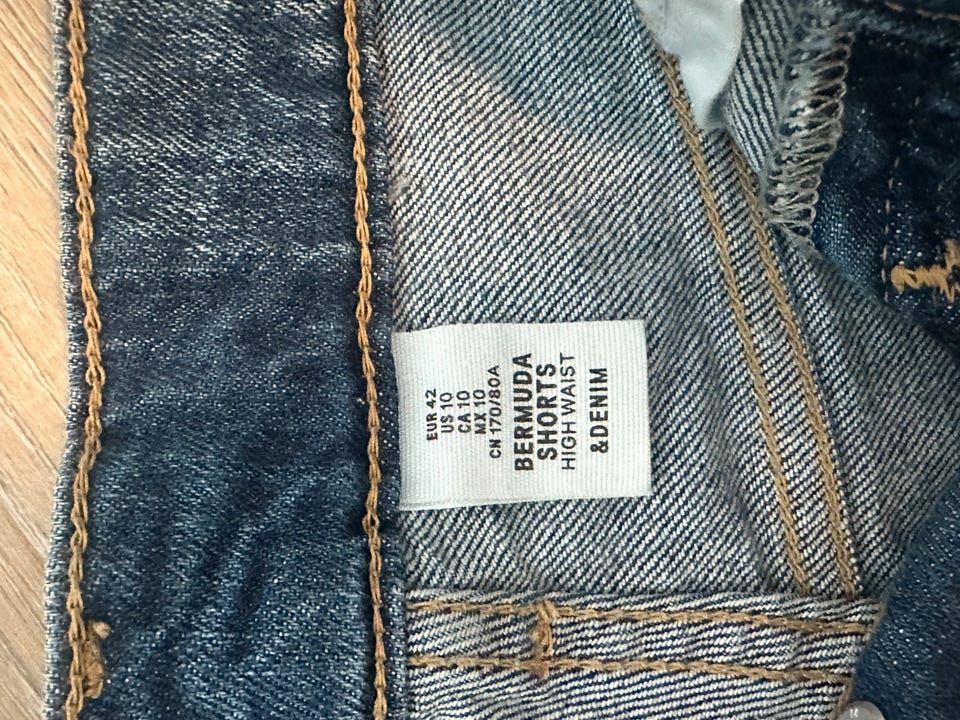 EUR 42
US 10
CA 10
MX 10
CN 170/80A
BERMUDA
SHORTS
HIGH WAIST
&DENIM